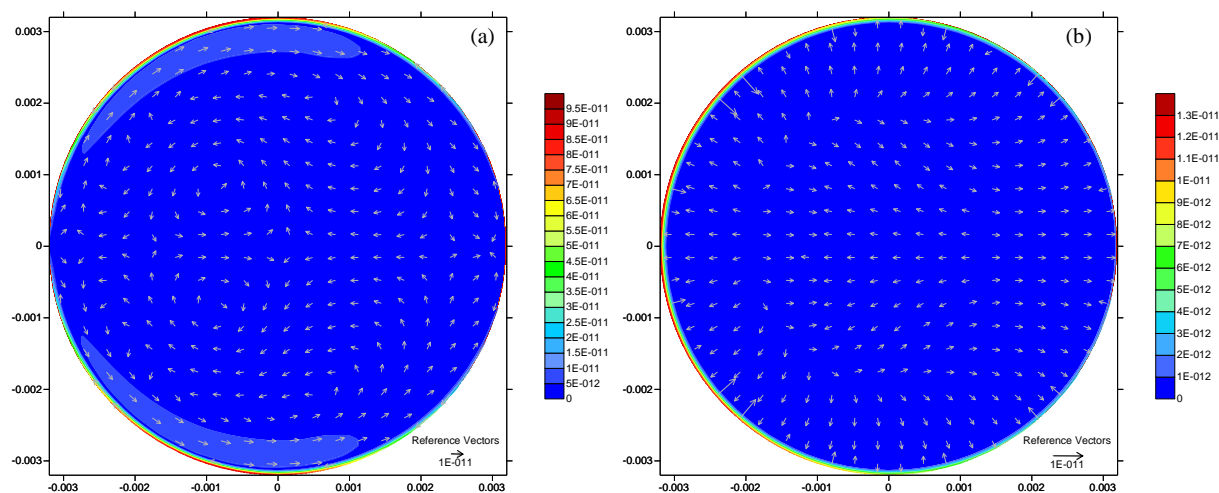 (a)
0.003
0.002
0.001
0
-0.001
-0.002
-0.003
-0.003
-0.002
-0.001
0
0.001
0.002
0.003
Reference Vectors
1E-011
9.5E-011
9E-011
8.5E-011
8E-011
7.5E-011
7E-011
6.5E-011
6E-011
5.5E-011
5E-011
4.5E-011
4E-011
3.5E-011
3E-011
2.5E-011
2E-011
1.5E-011
1E-011
5E-012
0
(b)
0.003
0.002
0.001
0
-0.001
-0.002
-0.003
-0.003
-0.002
-0.001
0
0.001
0.002
0.003
Reference Vectors
1E-011
1.3E-011
1.2E-011
1.1E-011
1E-011
9E-012
8E-012
7E-012
6E-012
5E-012
4E-012
3E-012
2E-012
1E-012
0